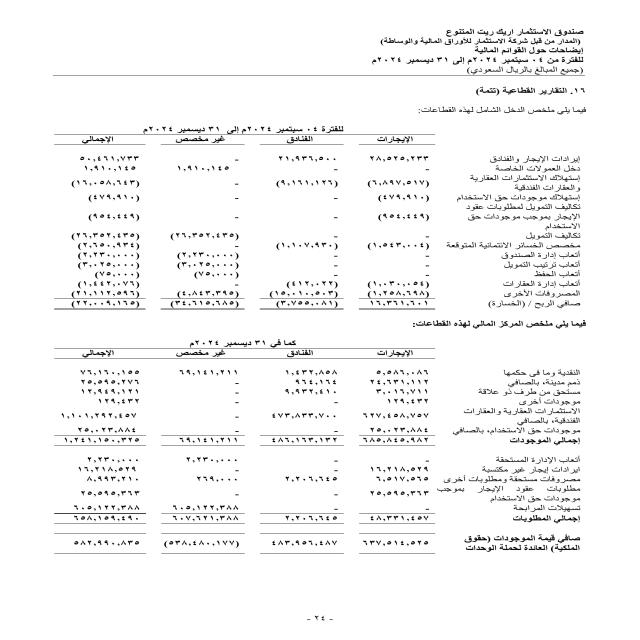 صندوق الاستثمار اريك ريت المتنوع
(المدار من قبل شركة الاستثمار للأوراق المالية والوساطة)
إيضاحات حول القوائم المالية
للفترة من ٠٤ سبتمبر ٢٠٢٤م إلى ٣١ ديسمبر ٢٠٢٤م
(جميع المبالغ بالريال السعودي)
١٦. التقارير القطاعية (تتمة)
فيما يلي ملخص الدخل الشامل لهذه القطاعات:
للفترة ٠٤ سبتمبر ٢٠٢٤م إلى ٣١ ديسمبر ٢٠٢٤م
الإيجارات الفنادق غير مخصص الإجمالي
إيرادات الإيجار والفنادق ٢٨,٥٢٥,٢٣٣ ٢١,٩٣٦,٥٠٠ - ٥٠,٤٦١,٧٣٣
دخل العمولات الخاصة - - ١,٩١٠,١٤٥ ١,٩١٠,١٤٥
إستهلاك الاستثمارات العقارية
والعقارات الفندقية (٦,٨٩٧,٥١٧) (٩,١٦١,١٢٦) - (١٦,٠٥٨,٦٤٣)
إستهلاك موجودات حق الاستخدام (٤٧٩,٩١٠) - - (٤٧٩,٩١٠)
تكاليف التمويل لمطلوبات عقود
الإيجار بموجب موجودات حق (٩٥٤,٤٤٩) - - (٩٥٤,٤٤٩)
الاستخدام
تكاليف التمويل - - (٢٦,٣٥٢,٤٣٥) (٢٦,٣٥٢,٤٣٥)
مخصص الخسائر الائتمانية المتوقعة (١,٥٤٣,٠٠٤) (١,١٠٧,٩٣٠) - (٢,٦٥٠,٩٣٤)
أتعاب إدارة الصندوق - - (٢,٢٣٠,٠٠٠) (٢,٢٣٠,٠٠٠)
أتعاب ترتيب التمويل - - (٣,٠٢٥,٠٠٠) (٣,٠٢٥,٠٠٠)
أتعاب الحفظ - - (٧٥,٠٠٠) (٧٥,٠٠٠)
أتعاب إدارة العقارات (١,٠٣٠,٠٥٤) (٤١٢,٠٢٢) - (١,٤٤٢,٠٧٦)
المصروفات الأخرى (١,٢٥٨,٦٩٨) (١٥,٠١٠,٥٠٣) (٤,٨٤٣,٣٩٥) (٢١,١١٢,٥٩٦)
صافي الربح / (الخسارة) ١٦,٣٦١,٦٠١ (٣,٧٥٥,٠٨١) (٣٤,٦١٥,٦٨٥) (٢٢,٠٠٩,١٦٥)
فيما يلي ملخص المركز المالي لهذه القطاعات:
كما في ٣١ ديسمبر ٢٠٢٤م
الإيجارات الفنادق غير مخصص الإجمالي
النقدية وما في حكمها ٥,٥٨٦,٠٨٦ ١,٤٣٢,٨٥٨ ٦٩,١٤١,٢١١ ٧٦,١٦٠,١٥٥
ذمم مدينة، بالصافي ٢٤,٦٣١,١١٢ ٩٦٤,١٦٤ - ٢٥,٥٩٥,٢٧٦
مستحق من طرف ذو علاقة ٣,٠١٦,٧١١ ٩,٩٣٢,٤١٠ - ١٢,٩٤٩,١٢١
موجودات أخرى ١٢٩,٤٣٢ - - ١٢٩,٤٣٢
الاستثمارات العقارية والعقارات
الفندقية، بالصافي ٦٢٧,٤٥٨,٧٥٧ ٤٧٣,٨٣٣,٧٠٠ - ١,١٠١,٢٩٢,٤٥٧
موجودات حق الاستخدام، بالصافي ٢٥,٠٢٣,٨٨٤ - - ٢٥,٠٢٣,٨٨٤
إجمالي الموجودات ٦٨٥,٨٤٥,٩٨٢ ٤٨٦,١٦٣,١٣٢ ٦٩,١٤١,٢١١ ١,٢٤١,١٥٠,٣٢٥
أتعاب الإدارة المستحقة - - ٢,٢٣٠,٠٠٠ ٢,٢٣٠,٠٠٠
ايرادات إيجار غير مكتسبة ١٦,٢١٨,٥٢٩ - - ١٦,٢١٨,٥٢٩
مصروفات مستحقة ومطلوبات أخرى ٦,٥١٧,٥٦٥ ٢,٢٠٦,٦٤٥ ٢٦٩,٠٠٠ ٨,٩٩٣,٢١٠
مطلوبات عقود الإيجار بموجب
موجودات حق الاستخدام ٢٥,٥٩٥,٣٦٣ - - ٢٥,٥٩٥,٣٦٣
تسهيلات المرابحة - - ٦٠٥,١٢٢,٣٨٨ ٦٠٥,١٢٢,٣٨٨
إجمالي المطلوبات ٤٨,٣٣١,٤٥٧ ٢,٢٠٦,٦٤٥ ٦٠٧,٦٢١,٣٨٨ ٦٥٨,١٥٩,٤٩٠
صافي قيمة الموجودات (حقوق
الملكية) العائدة لحملة الوحدات ٦٣٧,٥١٤,٥٢٥ ٤٨٣,٩٥٦,٤٨٧ (٥٣٨,٤٨٠,١٧٧) ٥٨٢,٩٩٠,٨٣٥
- ٢٤ -